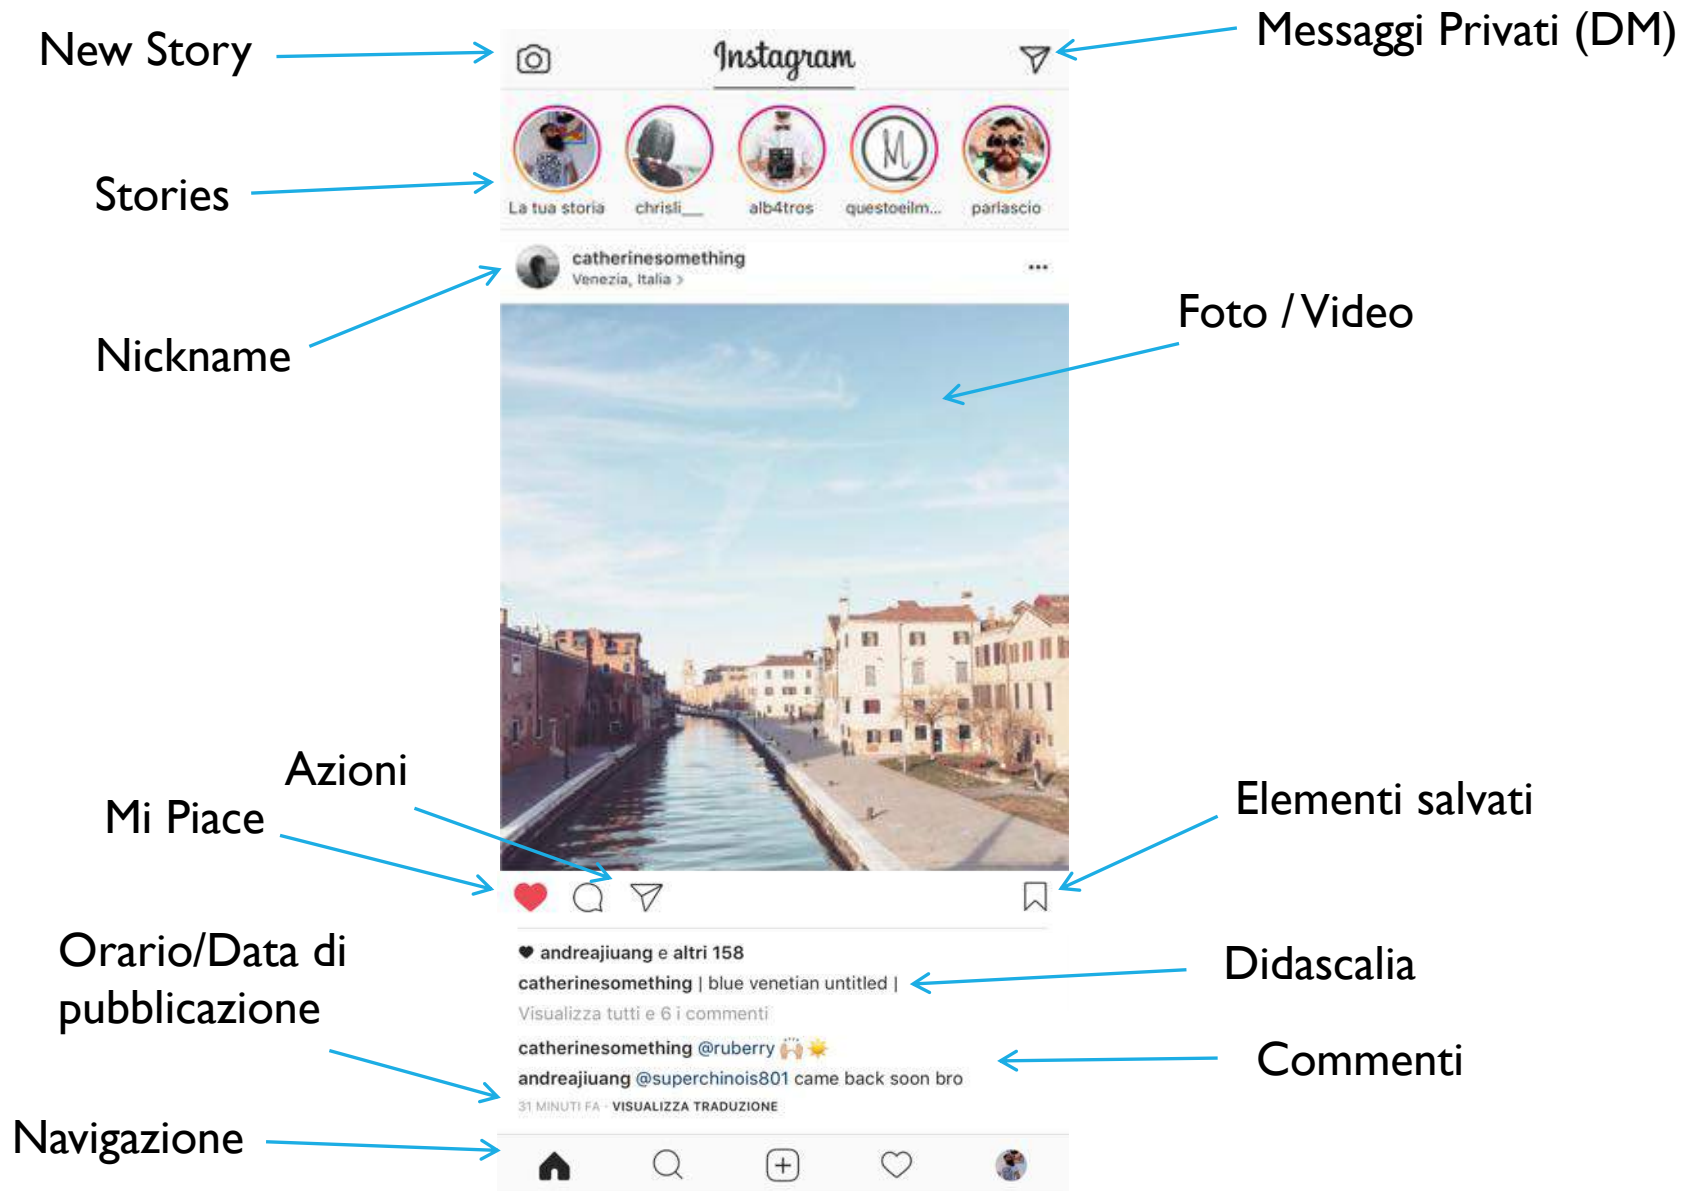 New Story
Instagram
Messaggi Privati (DM)
Stories
La tua storia
chrisli__
alb4tros
questoeilm...
parlascio
catherinesomething
Venezia, Italia >
Nickname
Foto / Video
Azioni
Mi Piace
Elementi salvati
Orario/Data di
pubblicazione
andreajiuang e altri 158
catherinesomething | blue venetian untitled |
Didascalia
Visualizza tutti e 6 i commenti
catherinesomething @ruberry 🙌🏼 ☀️
andreajiuang @superchinois801 came back soon bro
Commenti
31 MINUTI FA · VISUALIZZA TRADUZIONE
Navigazione